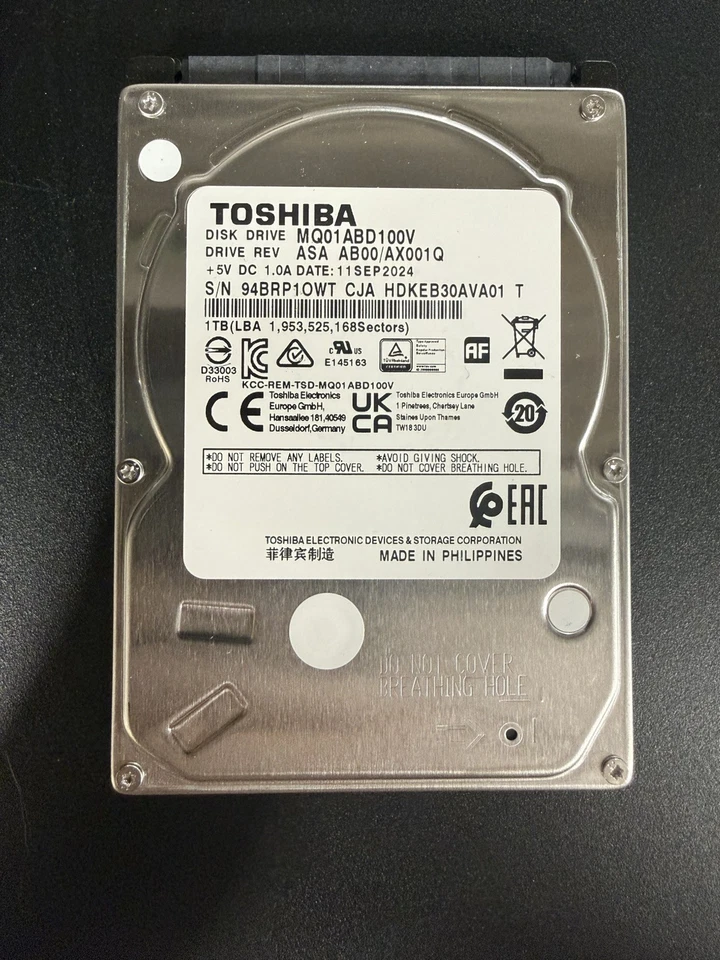 TOSHIBA
DISK DRIVE MQ01ABD100V
DRIVE REV ASA AB00/AX001Q
+5V DC 1.0A DATE:11SEP2024
S/N 94BRP1OWT CJA HDKEB30AVA01 T
1TB(LBA 1,953,525,168Sectors)
D33003
RoHS
c RU US
E145163
AF
KCC-REM-TSD-MQ01ABD100V
CE
Toshiba Electronics
Europe GmbH,
Hansaallee 181,40549
Dusseldorf,Germany
UK
CA
Toshiba Electronics Europe GmbH
1 Pinetrees, Chertsey Lane
Staines Upon Thames
TW18 3DU
20
*DO NOT REMOVE ANY LABELS. *AVOID GIVING SHOCK.
*DO NOT PUSH ON THE TOP COVER. *DO NOT COVER BREATHING HOLE.
EAC
TOSHIBA ELECTRONIC DEVICES & STORAGE CORPORATION
菲律宾制造 MADE IN PHILIPPINES
DO NOT COVER
BREATHING HOLE